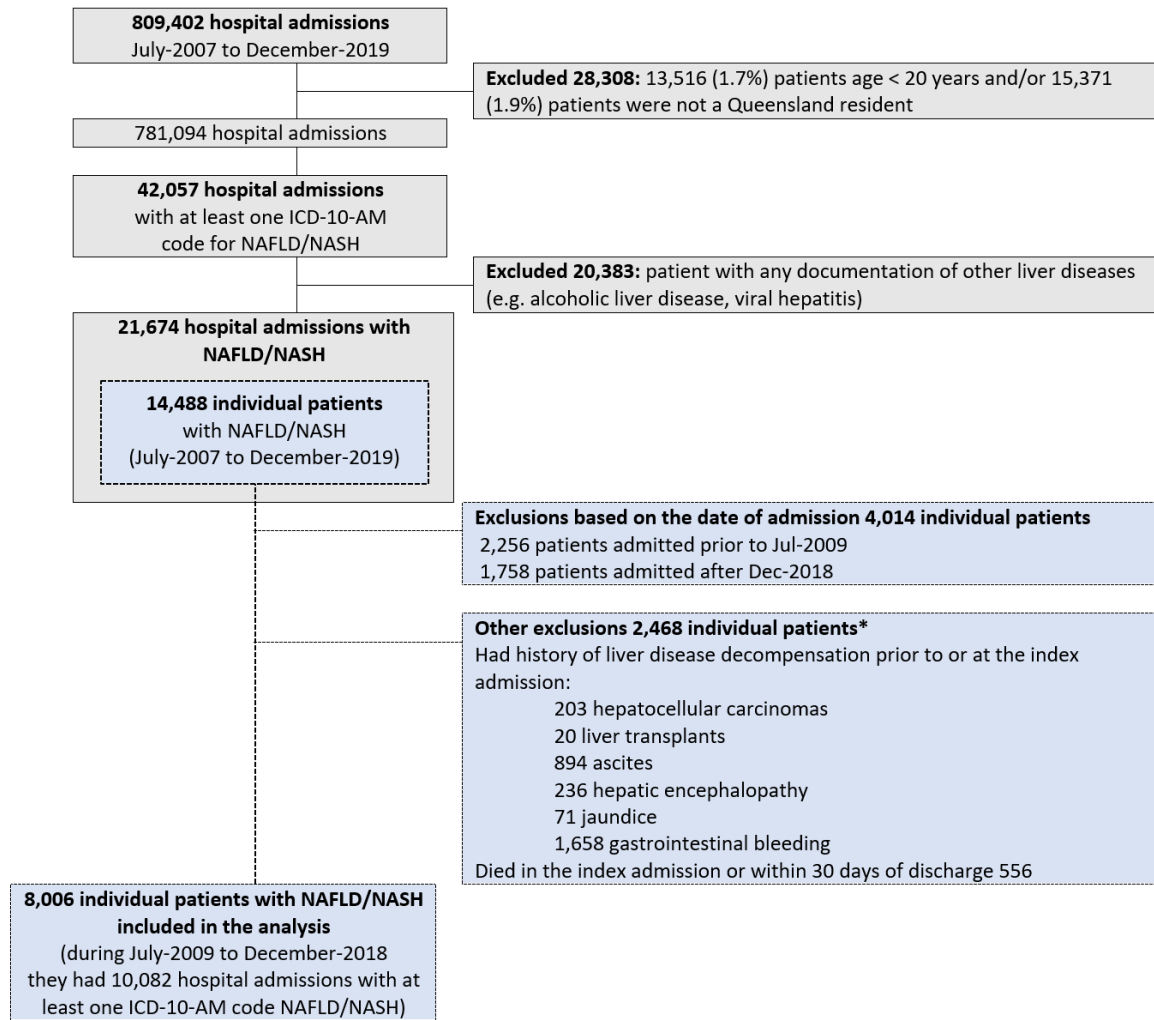 809,402 hospital admissions
July-2007 to December-2019
Excluded 28,308: 13,516 (1.7%) patients age < 20 years and/or 15,371
(1.9%) patients were not a Queensland resident
781,094 hospital admissions
42,057 hospital admissions
with at least one ICD-10-AM
code for NAFLD/NASH
Excluded 20,383: patient with any documentation of other liver diseases
(e.g. alcoholic liver disease, viral hepatitis)
21,674 hospital admissions with
NAFLD/NASH
14,488 individual patients
with NAFLD/NASH
(July-2007 to December-2019)
Exclusions based on the date of admission 4,014 individual patients
2,256 patients admitted prior to Jul-2009
1,758 patients admitted after Dec-2018
Other exclusions 2,468 individual patients*
Had history of liver disease decompensation prior to or at the index
admission:
203 hepatocellular carcinomas
20 liver transplants
894 ascites
236 hepatic encephalopathy
71 jaundice
1,658 gastrointestinal bleeding
Died in the index admission or within 30 days of discharge 556
8,006 individual patients with NAFLD/NASH
included in the analysis
(during July-2009 to December-2018
they had 10,082 hospital admissions with at
least one ICD-10-AM code NAFLD/NASH)